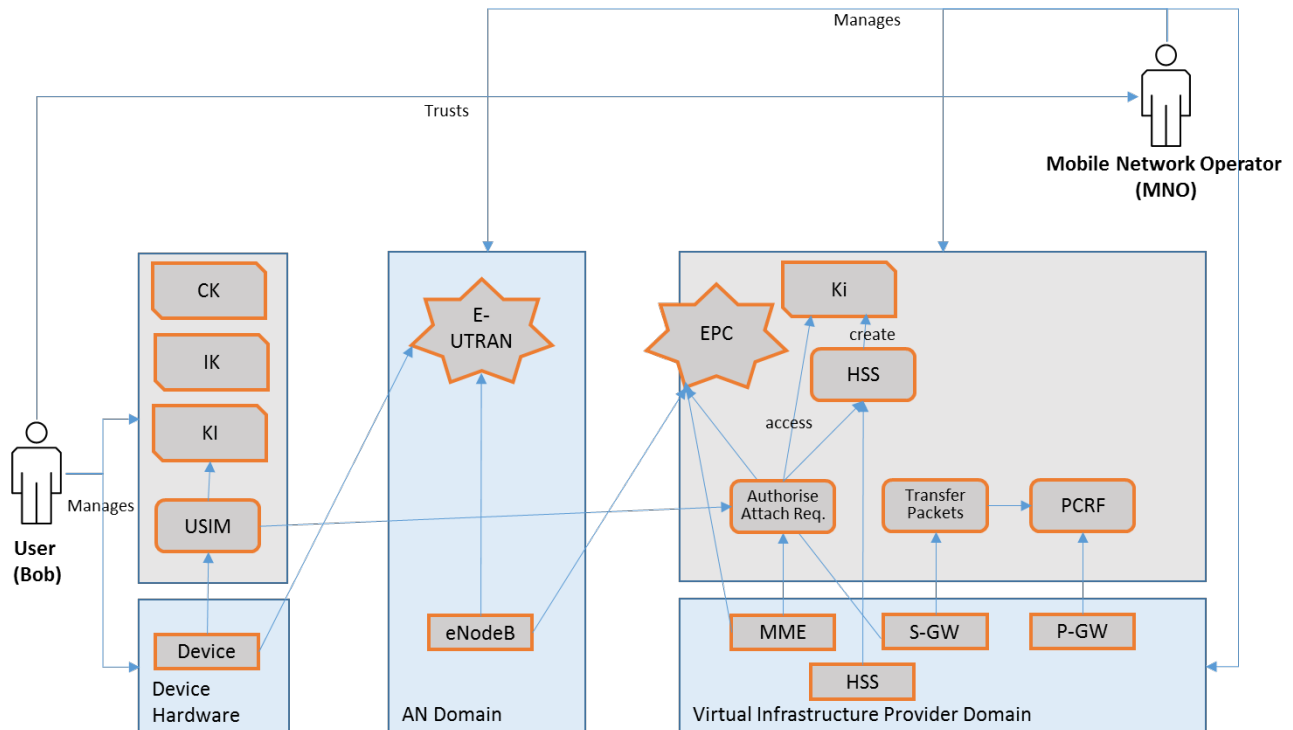 Manages
Trusts
Mobile Network Operator
(MNO)
CK
IK
KI
USIM
Manages
User
(Bob)
Device
Device
Hardware
E-
UTRAN
eNodeB
AN Domain
EPC
Ki
create
HSS
access
Authorise
Attach Req.
Transfer
Packets
PCRF
MME
S-GW
P-GW
HSS
Virtual Infrastructure Provider Domain